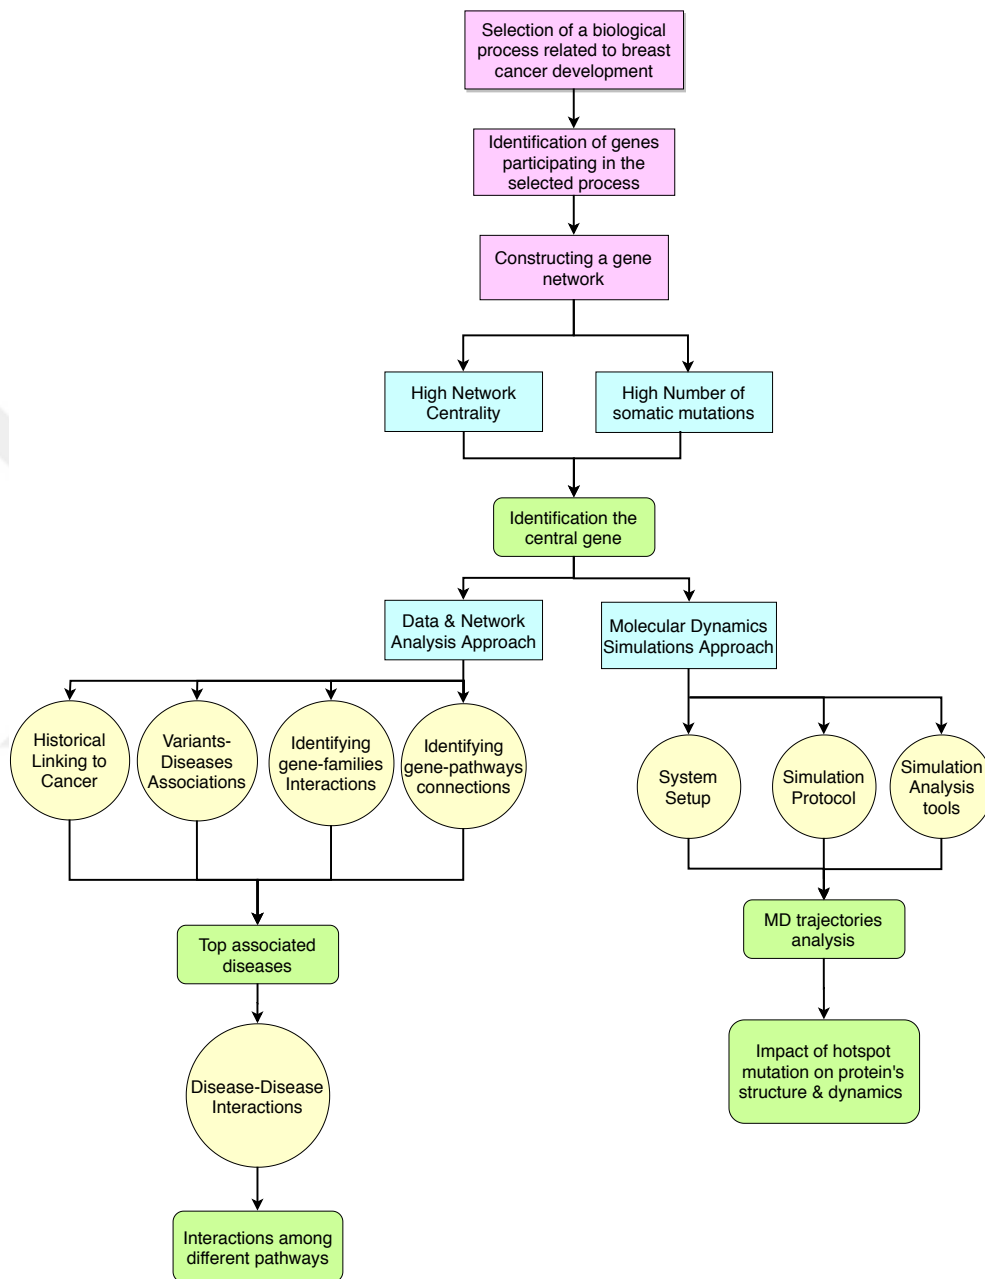 Selection of a biological
process related to breast
cancer development
Identification of genes
participating in the
selected process
Constructing a gene
network
High Network
Centrality
High Number of
somatic mutations
Identification the
central gene
Data & Network
Analysis Approach
Molecular Dynamics
Simulations Approach
Historical
Linking to
Cancer
Variants-
Diseases
Associations
Identifying
gene-families
Interactions
Identifying
gene-pathways
connections
System
Setup
Simulation
Protocol
Simulation
Analysis
tools
Top associated
diseases
MD trajectories
analysis
Disease-Disease
Interactions
Impact of hotspot
mutation on protein's
structure & dynamics
Interactions among
different pathways